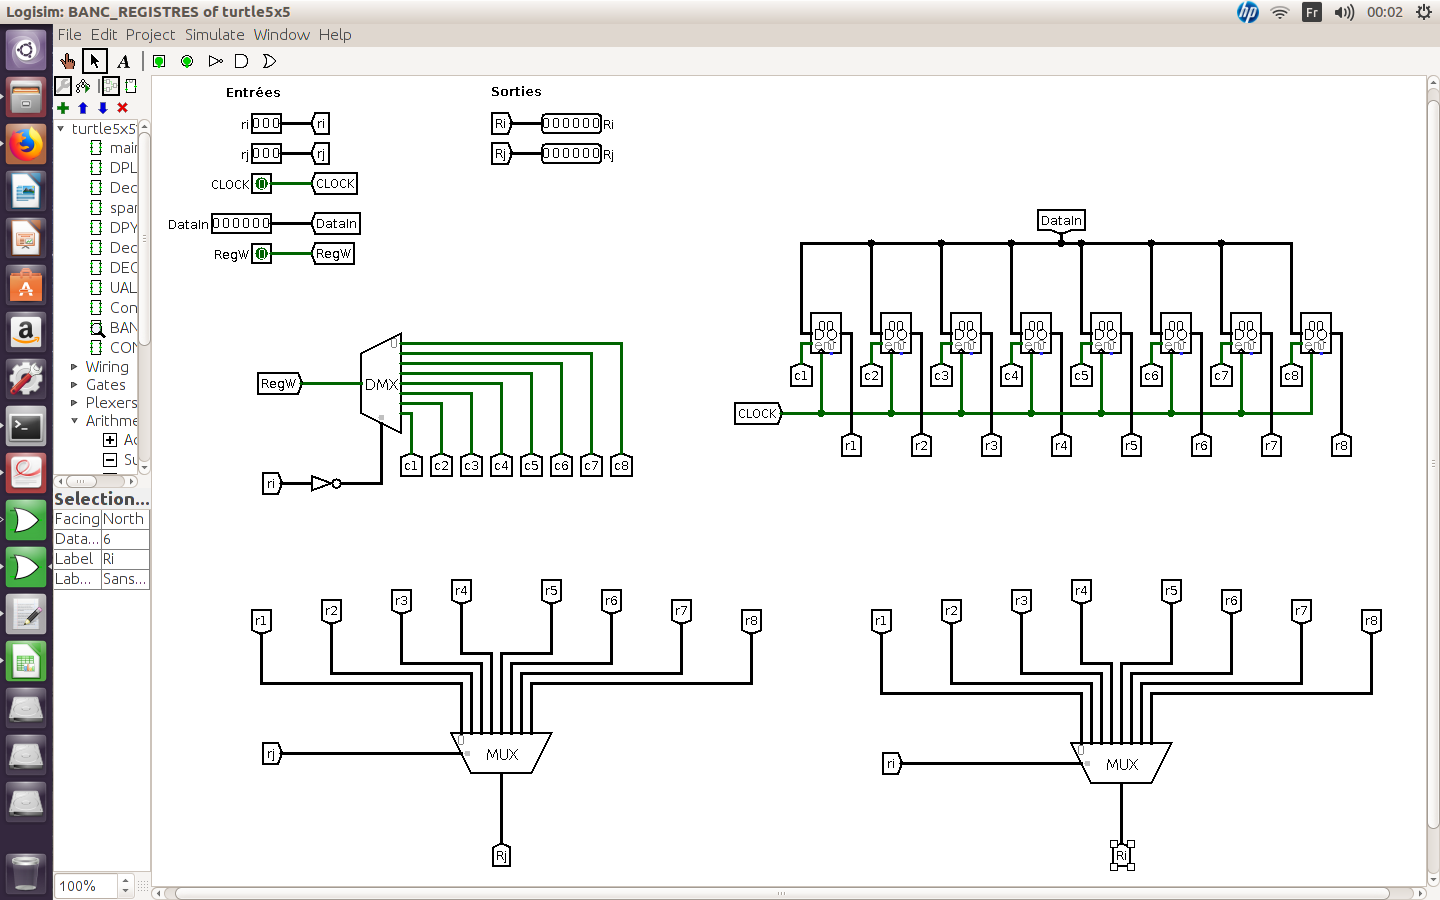 Logisim: BANC_REGISTRES of turtle5x5
Fr 00:02
File Edit Project Simulate Window Help
A
turtle5x5
mair
DPL
Dec
spar
DPY
Dec
DEC
UAL
Con
BAN
CON
Wiring
Gates
Plexers
Arithme
Ac
Su
Selection...
Facing North
Data... 6
Label Ri
Lab... Sans...
100%
Entrées
ri 000 ri
rj 000 rj
CLOCK 0 CLOCK
DataIn 000000 DataIn
RegW 0 RegW
Sorties
Ri 000000 Ri
Rj 000000 Rj
DataIn
00 00 00 00 00 00 00 00
D Q D Q D Q D Q D Q D Q D Q D Q
en en en en en en en en
c1 c2 c3 c4 c5 c6 c7 c8
CLOCK
r1 r2 r3 r4 r5 r6 r7 r8
0
RegW DMX
c1 c2 c3 c4 c5 c6 c7 c8
ri
r1 r2 r3 r4 r5 r6 r7 r8
0
rj MUX
Rj
r1 r2 r3 r4 r5 r6 r7 r8
0
ri MUX
Ri